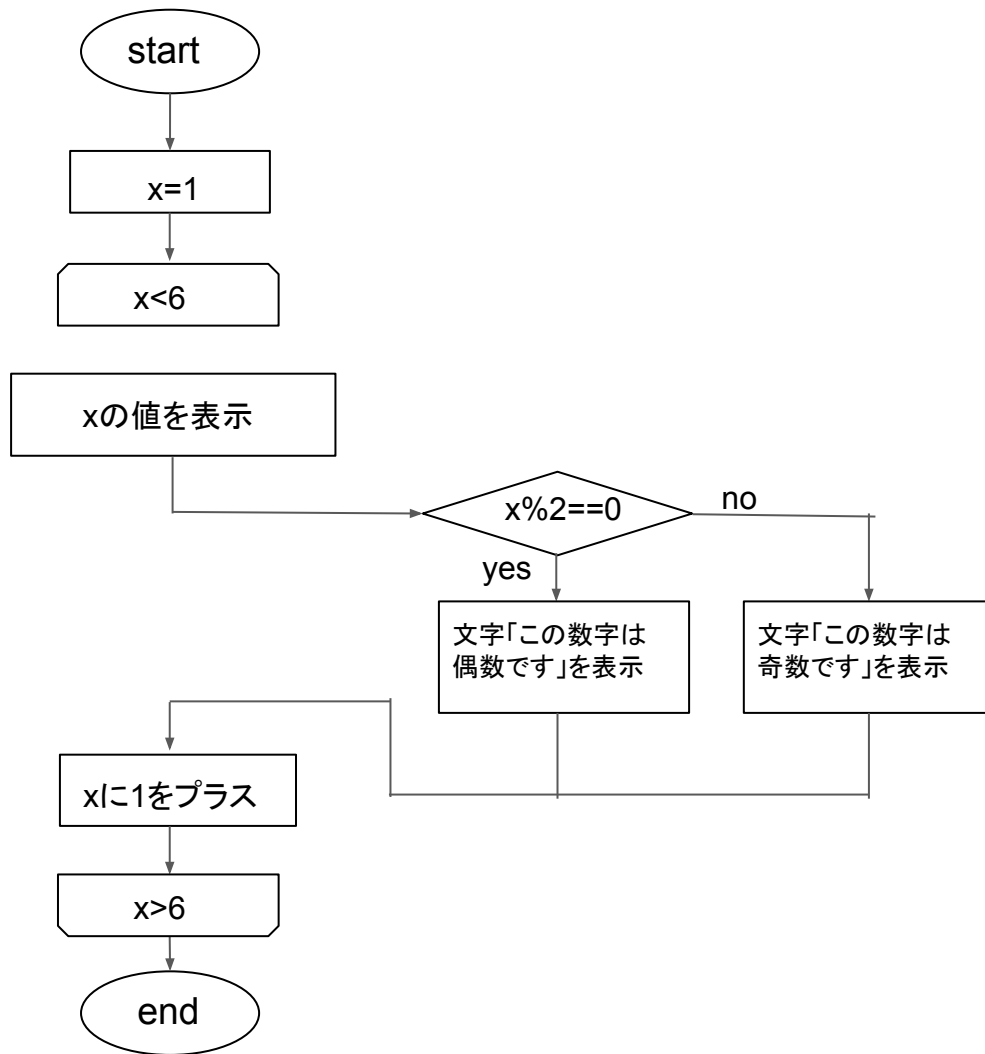 start
x=1
x<6
xの値を表示
x%2==0
no
yes
文字「この数字は
偶数です」を表示
文字「この数字は
奇数です」を表示
xに1をプラス
x>6
end